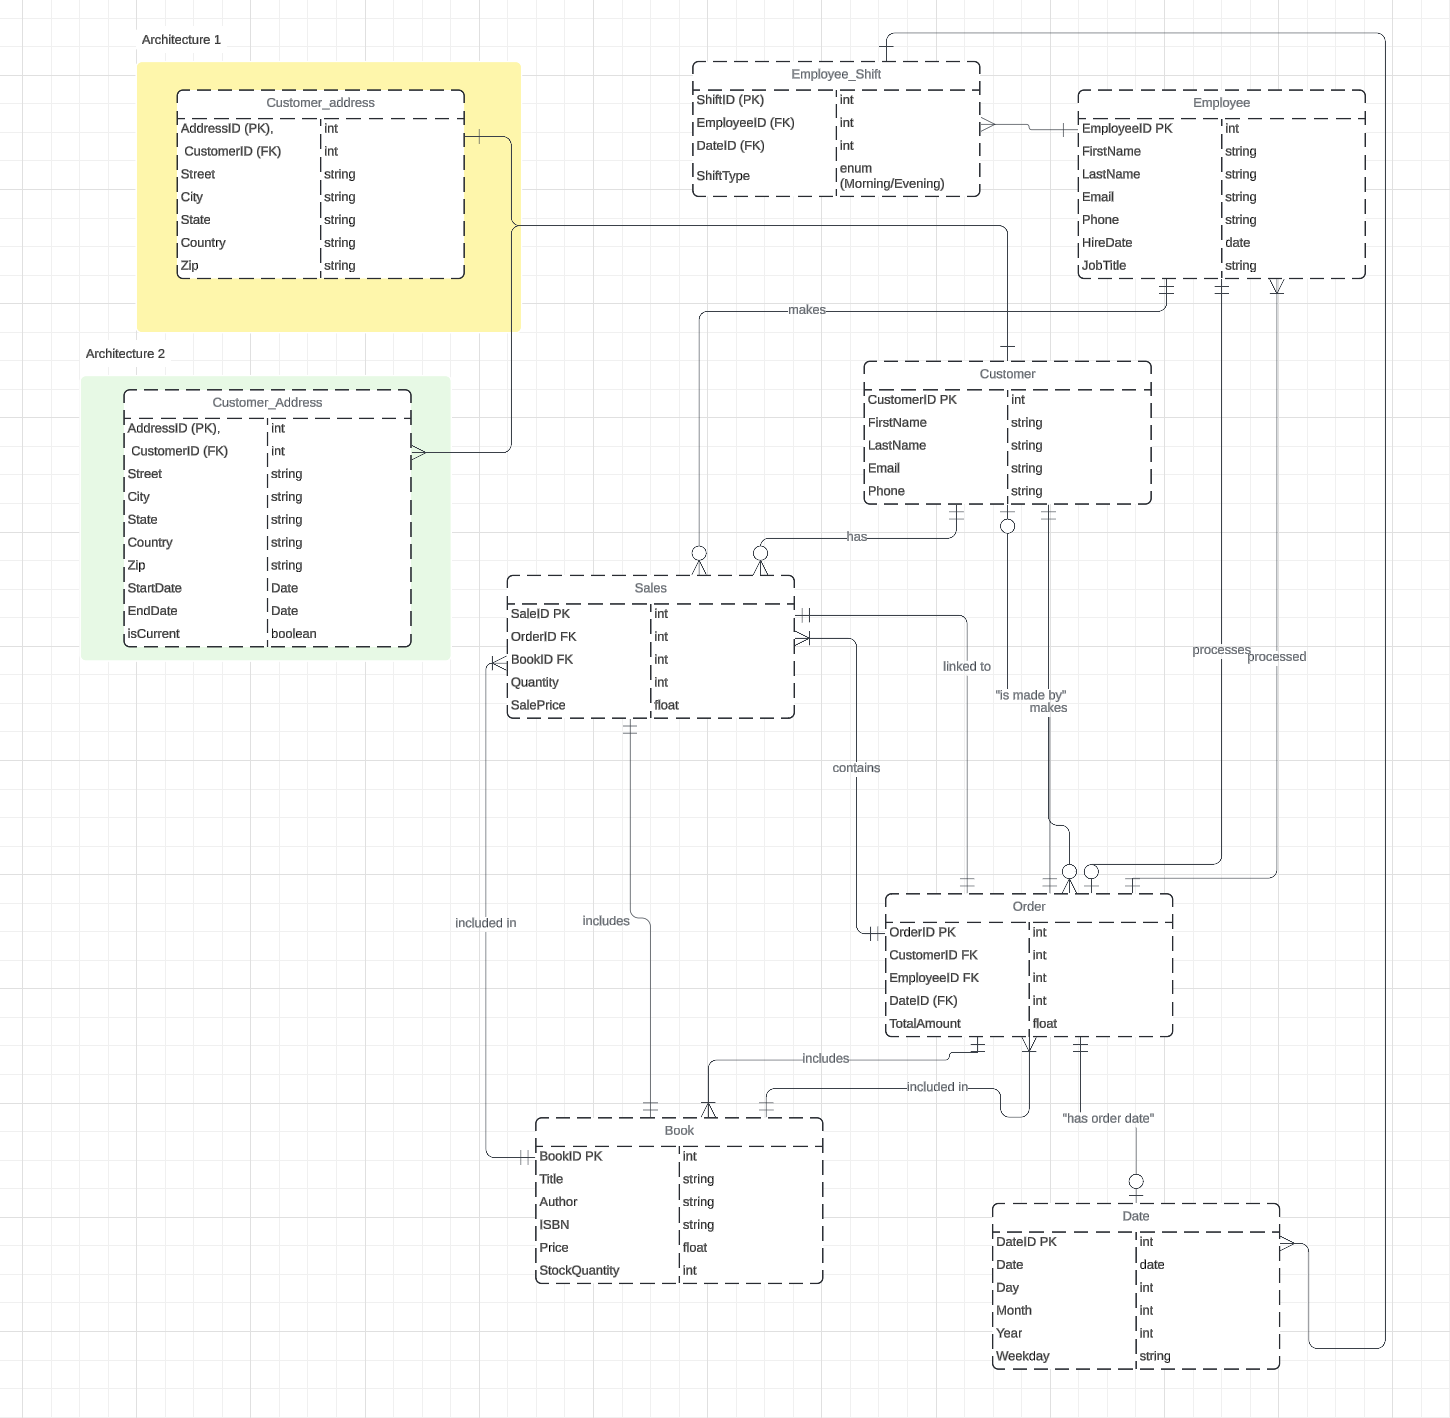 Architecture 1
Customer_address
AddressID (PK), int
CustomerID (FK) int
Street string
City string
State string
Country string
Zip string
Employee_Shift
ShiftID (PK) int
EmployeeID (FK) int
DateID (FK) int
ShiftType enum
(Morning/Evening)
Employee
EmployeeID PK int
FirstName string
LastName string
Email string
Phone string
HireDate date
JobTitle string
makes
Architecture 2
Customer_Address
AddressID (PK), int
CustomerID (FK) int
Street string
City string
State string
Country string
Zip string
StartDate Date
EndDate Date
isCurrent boolean
Customer
CustomerID PK int
FirstName string
LastName string
Email string
Phone string
has
Sales
SaleID PK int
OrderID FK int
BookID FK int
Quantity int
SalePrice float
linked to
processes
processed
"is made by"
makes
contains
included in
includes
Order
OrderID PK int
CustomerID FK int
EmployeeID FK int
DateID (FK) int
TotalAmount float
includes
included in
"has order date"
Book
BookID PK int
Title string
Author string
ISBN string
Price float
StockQuantity int
Date
DateID PK int
Date date
Day int
Month int
Year int
Weekday string